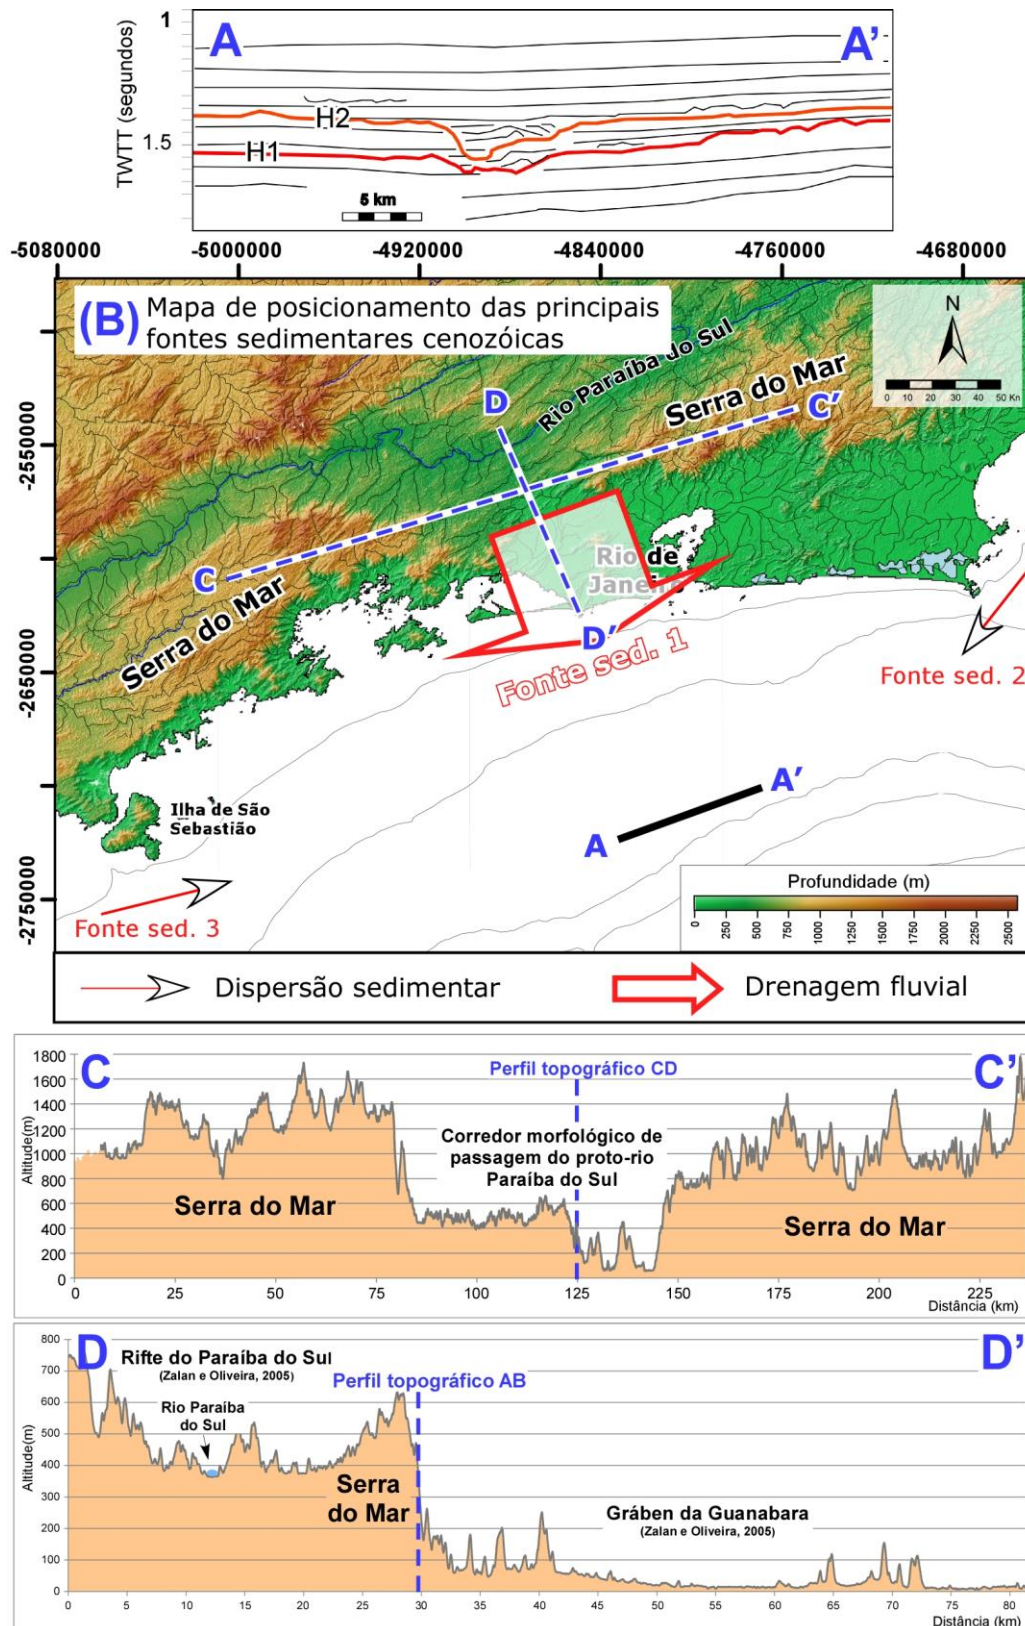 A
A'
1
1.5
TWTT (segundos)
H2
H1
5 km
-5080000
-5000000
-4920000
-4840000
-4760000
-4680000
(B) Mapa de posicionamento das principais
fontes sedimentares cenozóicas
N
0 10 20 30 40 50 Km
-2550000
-2650000
-2750000
Rio Paraíba do Sul
Serra do Mar
D
C'
C
Serra do Mar
Rio de
Janeiro
D'
Fonte sed. 1
Fonte sed. 2
A'
A
Ilha de São
Sebastião
Fonte sed. 3
Profundidade (m)
0 250 500 750 1000 1250 1500 1750 2000 2250 2500
Dispersão sedimentar
Drenagem fluvial
C
C'
Perfil topográfico CD
Corredor morfológico de
passagem do proto-rio
Paraíba do Sul
Serra do Mar
Serra do Mar
Altitude(m)
1800
1600
1400
1200
1000
800
600
400
200
0
0 25 50 75 100 125 150 175 200 225
Distância (km)
D
D'
Rifte do Paraíba do Sul
(Zalan e Oliveira, 2005)
Perfil topográfico AB
Rio Paraíba
do Sul
Serra
do Mar
Gráben da Guanabara
(Zalan e Oliveira, 2005)
Altitude(m)
800
700
600
500
400
300
200
100
0
0 5 10 15 20 25 30 35 40 45 50 55 60 65 70 75 80
Distância (km)